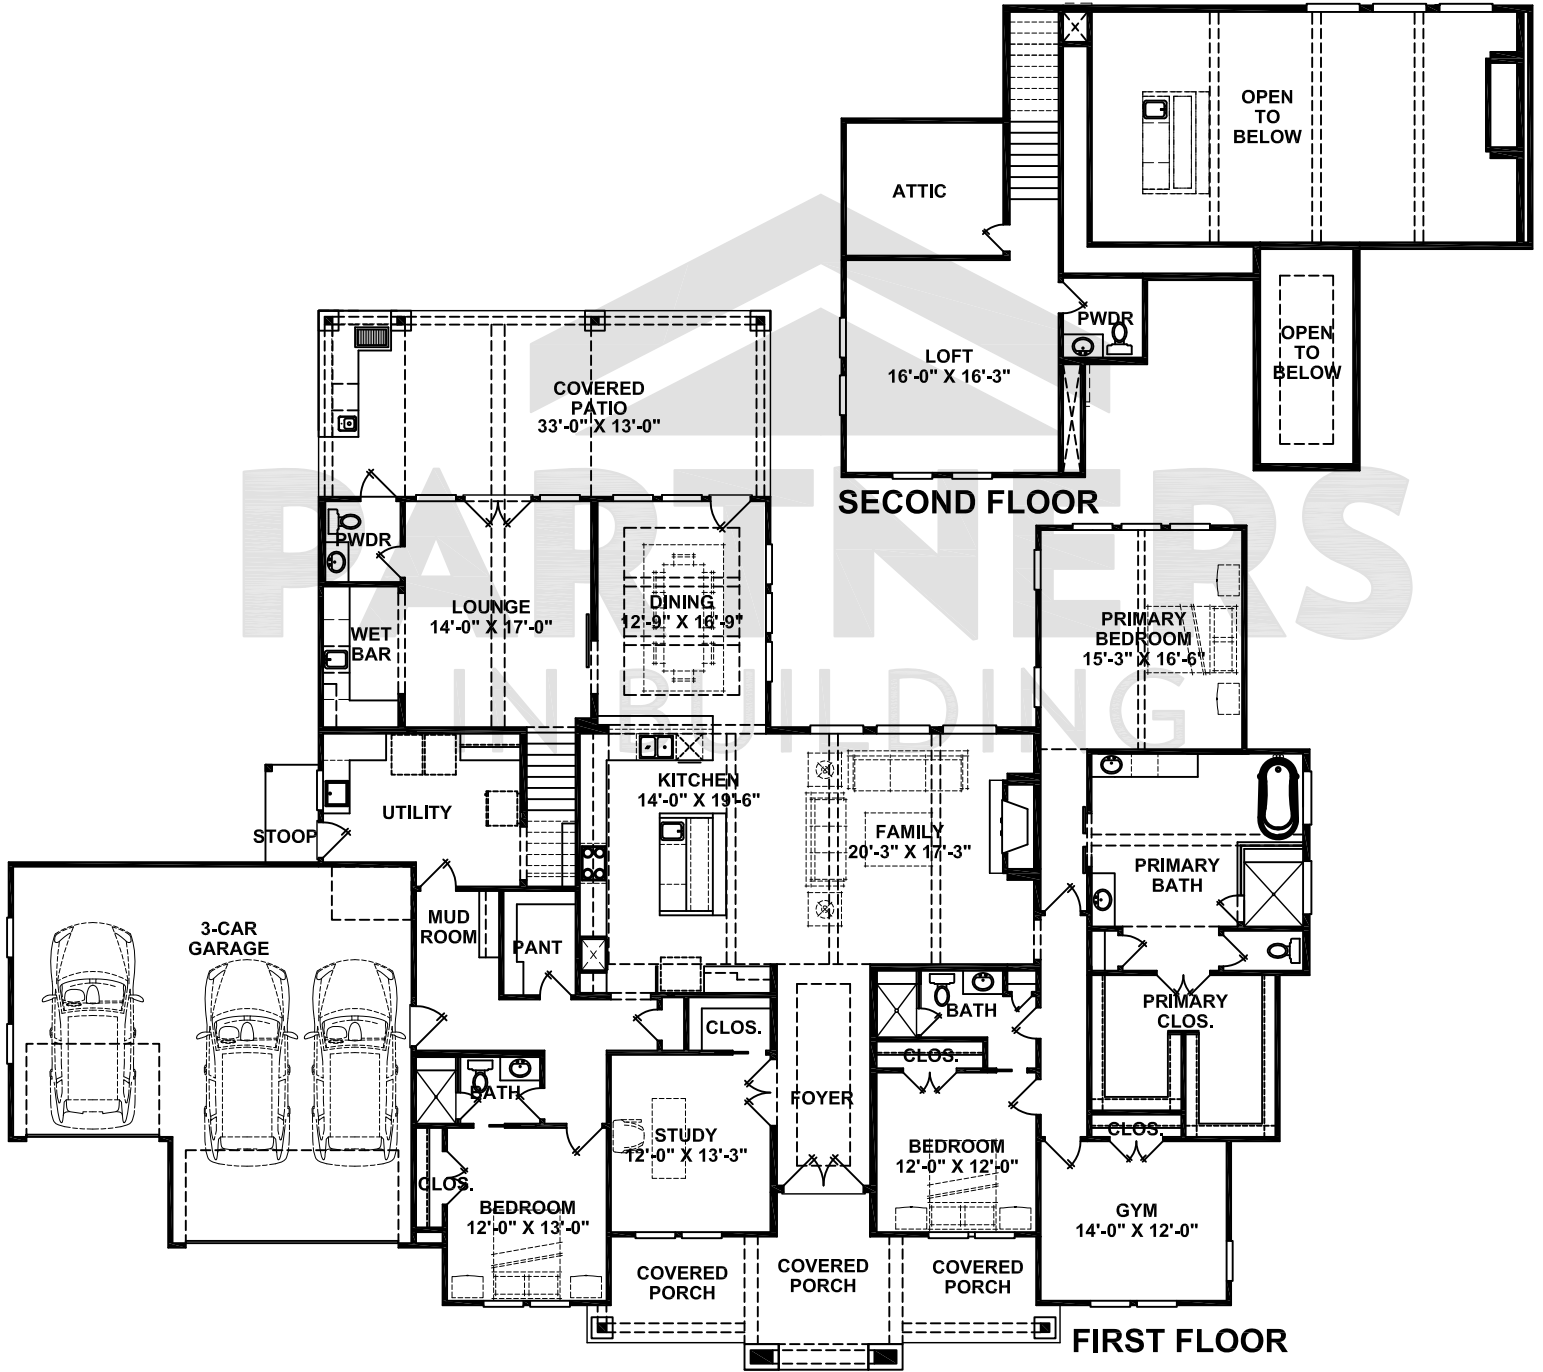 OPEN
TO
BELOW
ATTIC
PWDR
LOFT
16'-0" X 16'-3"
OPEN
TO
BELOW
SECOND FLOOR
COVERED
PATIO
33'-0" X 13'-0"
PARTNERS
IN BUILDING
PWDR
LOUNGE
14'-0" X 17'-0"
DINING
12'-9" X 16'-9"
WET
BAR
PRIMARY
BEDROOM
15'-3" X 16'-6"
KITCHEN
14'-0" X 19'-6"
UTILITY
STOOP
FAMILY
20'-3" X 17'-3"
PRIMARY
BATH
3-CAR
GARAGE
MUD
ROOM
PANT
CLOS.
BATH
PRIMARY
CLOS.
CLOS.
BATH
FOYER
STUDY
12'-0" X 13'-3"
BEDROOM
12'-0" X 12'-0"
CLOS.
CLOS.
BEDROOM
12'-0" X 13'-0"
GYM
14'-0" X 12'-0"
COVERED
PORCH
COVERED
PORCH
COVERED
PORCH
FIRST FLOOR